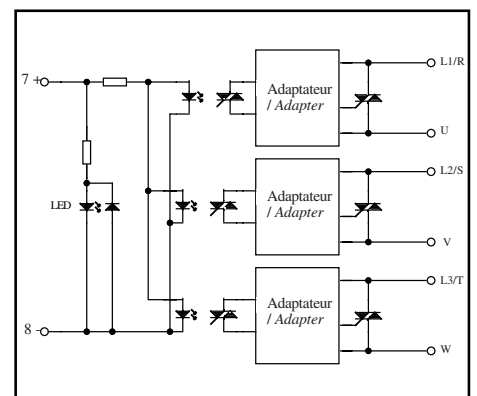 L1/R
7 +
Adaptateur
/ Adapter
U
L2/S
Adaptateur
LED
/ Adapter
V
L3/T
Adaptateur
8 -
/ Adapter
W